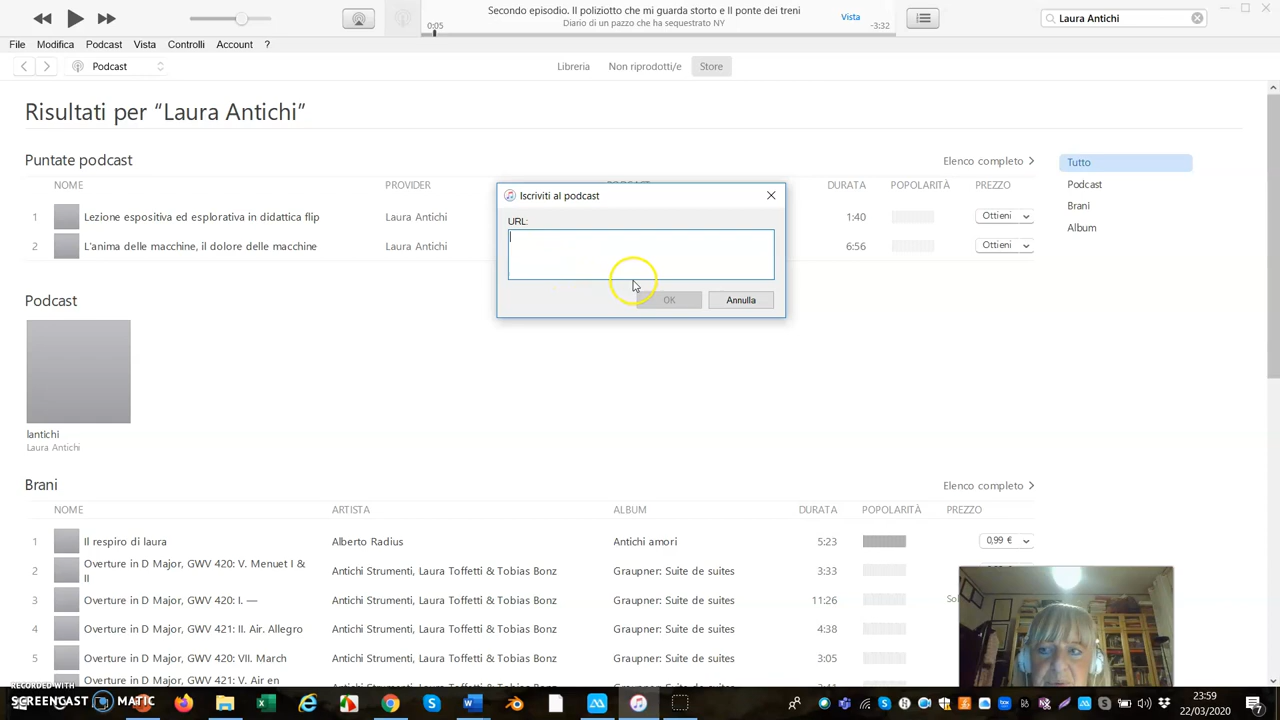 Secondo episodio. Il poliziotto che mi guarda storto e Il ponte dei treni
Diario di un pazzo che ha sequestrato NY
0:05
-3:32
Vista
Laura Antichi
File Modifica Podcast Vista Controlli Account ?
Podcast
Libreria Non riprodotti/e Store
Risultati per “Laura Antichi”
Puntate podcast
Elenco completo
NOME PROVIDER DURATA POPOLARITÀ PREZZO
1 Lezione espositiva ed esplorativa in didattica flip Laura Antichi 1:40 Ottieni
2 L'anima delle macchine, il dolore delle macchine Laura Antichi 6:56 Ottieni
Tutto
Podcast
Brani
Album
Iscriviti al podcast
URL:
OK Annulla
Podcast
lantichi
Laura Antichi
Brani
Elenco completo
NOME ARTISTA ALBUM DURATA POPOLARITÀ PREZZO
1 Il respiro di laura Alberto Radius Antichi amori 5:23 0,99 €
2 Overture in D Major, GWV 420: V. Menuet I &
II Antichi Strumenti, Laura Toffetti & Tobias Bonz Graupner: Suite de suites 3:33
3 Overture in D Major, GWV 420: I. — Antichi Strumenti, Laura Toffetti & Tobias Bonz Graupner: Suite de suites 11:26
4 Overture in D Major, GWV 421: II. Air. Allegro Antichi Strumenti, Laura Toffetti & Tobias Bonz Graupner: Suite de suites 4:38
5 Overture in D Major, GWV 420: VII. March Antichi Strumenti, Laura Toffetti & Tobias Bonz Graupner: Suite de suites 3:05
Overture in D Major, GWV 421: V. Air en
RECORDED WITH
SCREENCAST MATIC
23:59
22/03/2020